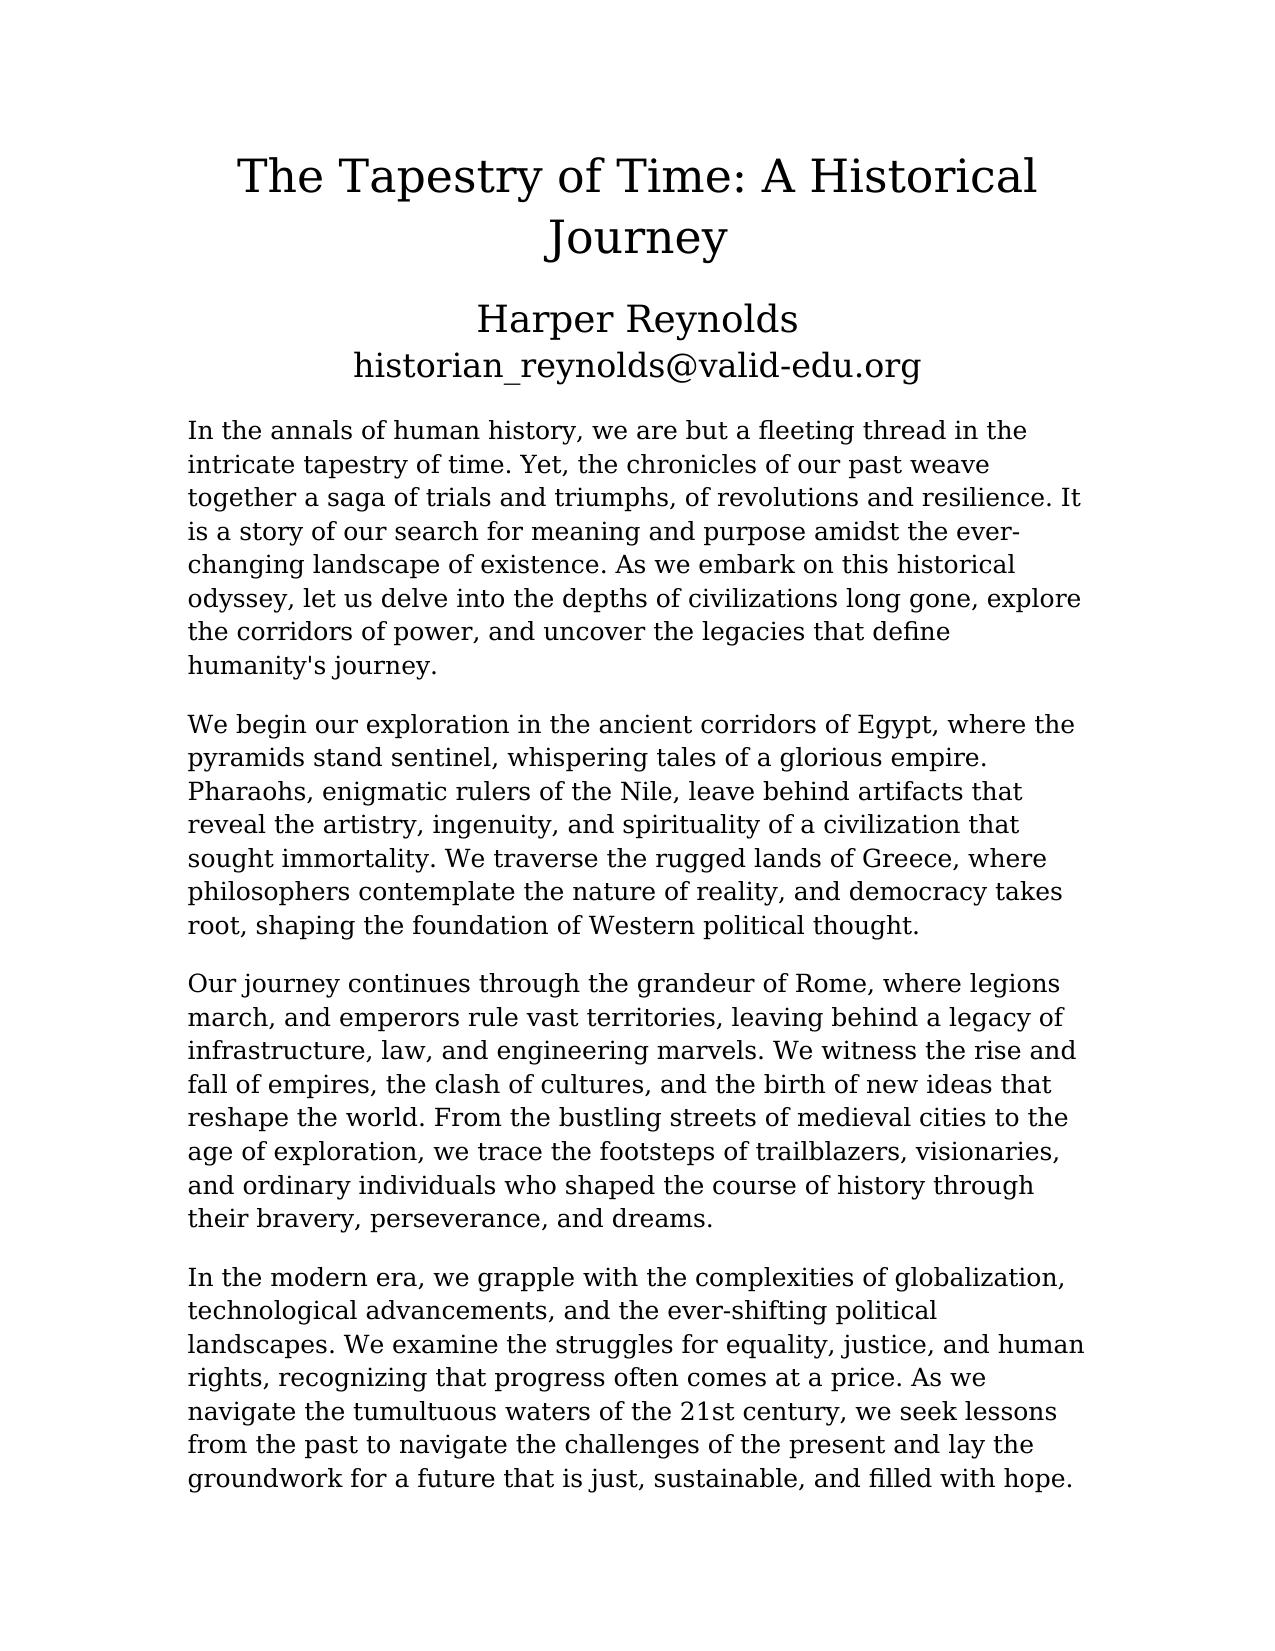 The Tapestry of Time: A Historical
Journey
Harper Reynolds
historian_reynolds@valid-edu.org
In the annals of human history, we are but a fleeting thread in the
intricate tapestry of time. Yet, the chronicles of our past weave
together a saga of trials and triumphs, of revolutions and resilience. It
is a story of our search for meaning and purpose amidst the ever-
changing landscape of existence. As we embark on this historical
odyssey, let us delve into the depths of civilizations long gone, explore
the corridors of power, and uncover the legacies that define
humanity's journey.
We begin our exploration in the ancient corridors of Egypt, where the
pyramids stand sentinel, whispering tales of a glorious empire.
Pharaohs, enigmatic rulers of the Nile, leave behind artifacts that
reveal the artistry, ingenuity, and spirituality of a civilization that
sought immortality. We traverse the rugged lands of Greece, where
philosophers contemplate the nature of reality, and democracy takes
root, shaping the foundation of Western political thought.
Our journey continues through the grandeur of Rome, where legions
march, and emperors rule vast territories, leaving behind a legacy of
infrastructure, law, and engineering marvels. We witness the rise and
fall of empires, the clash of cultures, and the birth of new ideas that
reshape the world. From the bustling streets of medieval cities to the
age of exploration, we trace the footsteps of trailblazers, visionaries,
and ordinary individuals who shaped the course of history through
their bravery, perseverance, and dreams.
In the modern era, we grapple with the complexities of globalization,
technological advancements, and the ever-shifting political
landscapes. We examine the struggles for equality, justice, and human
rights, recognizing that progress often comes at a price. As we
navigate the tumultuous waters of the 21st century, we seek lessons
from the past to navigate the challenges of the present and lay the
groundwork for a future that is just, sustainable, and filled with hope.